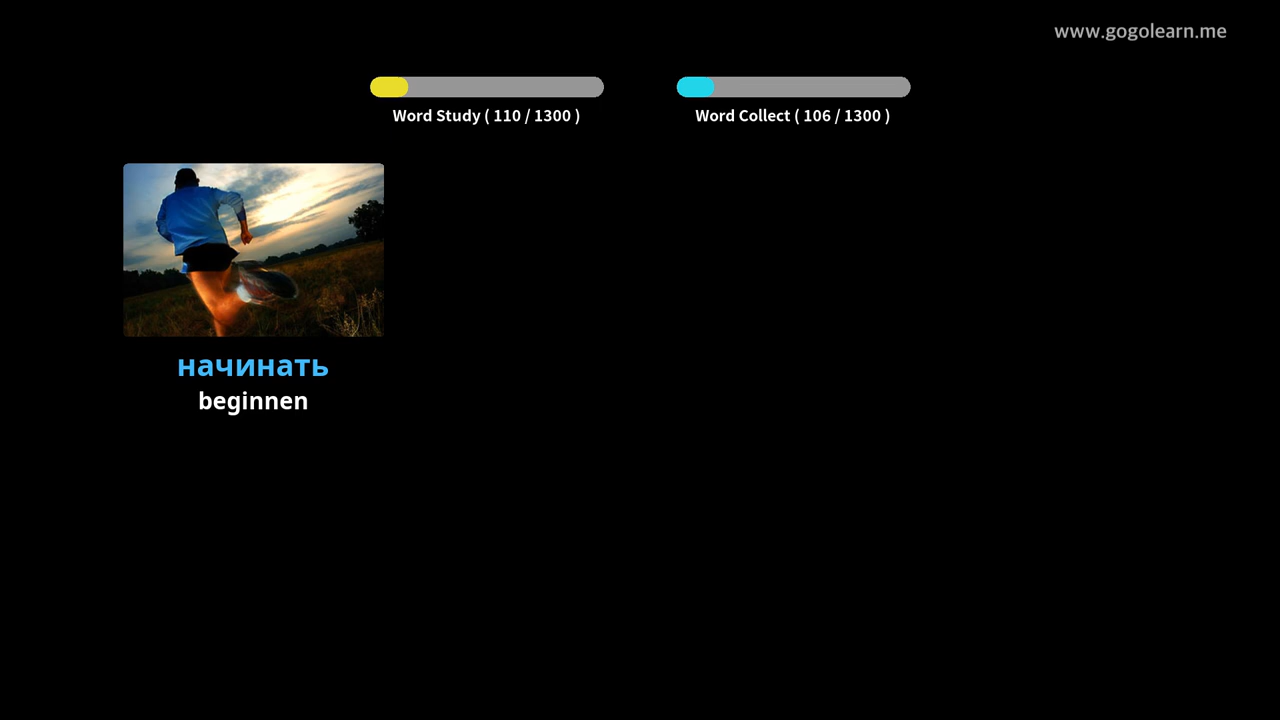 www.gogolearn.me
Word Study ( 110 / 1300 )
Word Collect ( 106 / 1300 )
начинать
beginnen